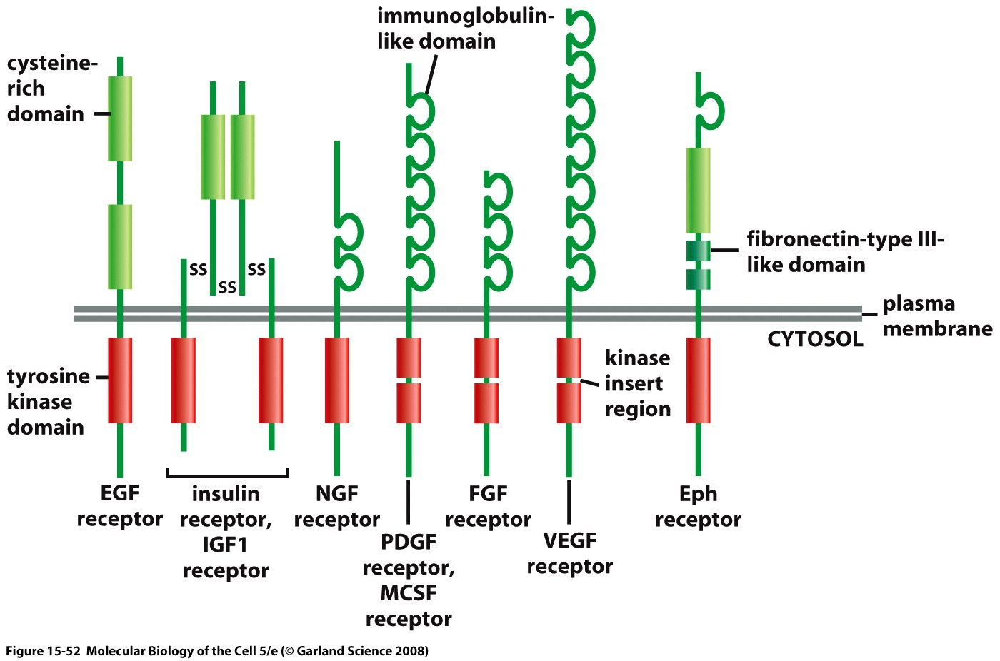 immunoglobulin-
like domain
cysteine-
rich
domain
fibronectin-type III-
like domain
SS
SS
SS
plasma
membrane
CYTOSOL
tyrosine
kinase
domain
kinase
insert
region
EGF
receptor
insulin
receptor,
IGF1
receptor
NGF
receptor
PDGF
receptor,
MCSF
receptor
FGF
receptor
VEGF
receptor
Eph
receptor
Figure 15-52 Molecular Biology of the Cell 5/e (© Garland Science 2008)